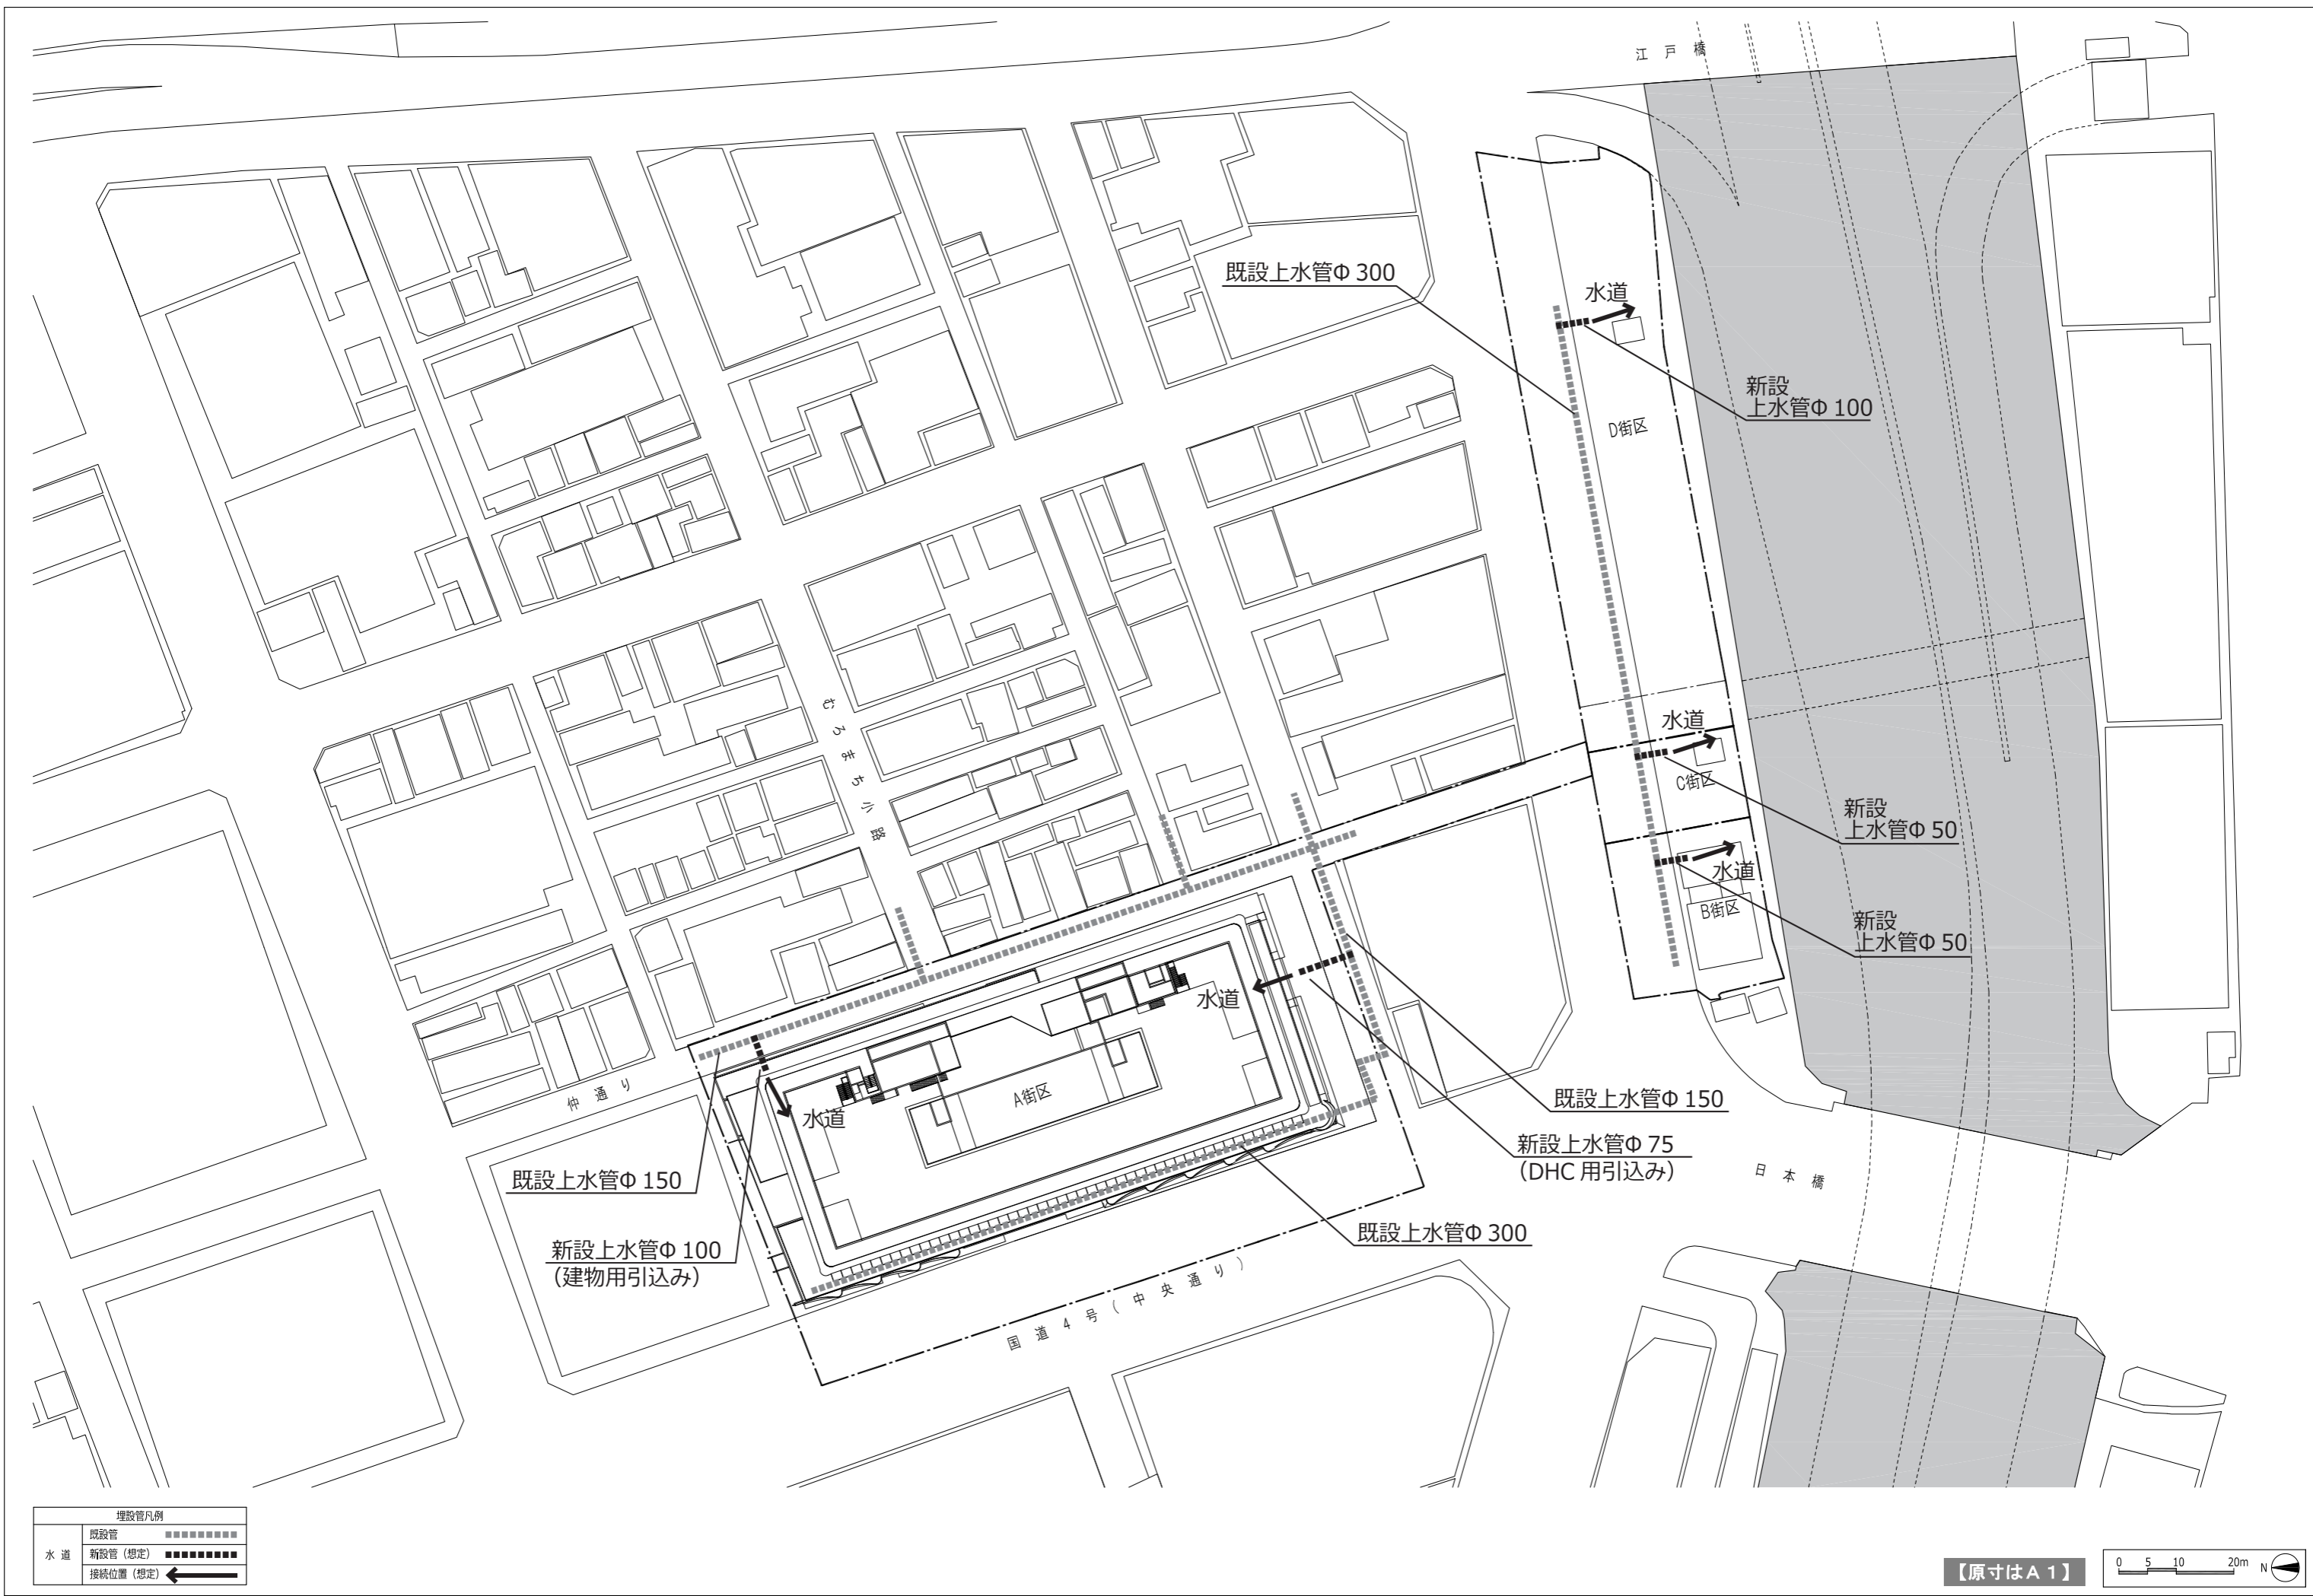 江戸橋
既設上水管Φ 300
水道
新設
上水管Φ 100
D街区
むろまち小路
水道
C街区
新設
上水管Φ 50
水道
B街区
新設
上水管Φ 50
水道
仲通り
水道
A街区
既設上水管Φ 150
既設上水管Φ 150
新設上水管Φ 75
（DHC 用引込み）
日本橋
新設上水管Φ 100
（建物用引込み）
既設上水管Φ 300
国道4号（中央通り）
埋設管凡例
水 道
既設管
新設管（想定）
接続位置（想定）
【原寸はA 1】
0 5 10 20m N